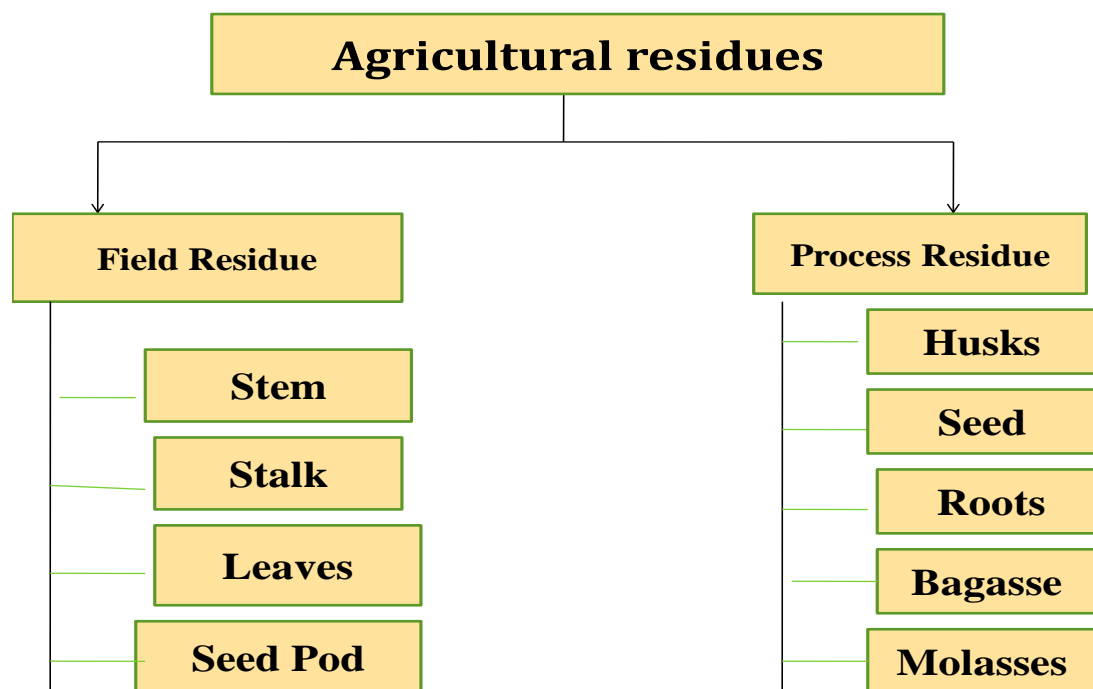 Agricultural residues
Field Residue
Stem
Stalk
Leaves
Seed Pod
Process Residue
Husks
Seed
Roots
Bagasse
Molasses